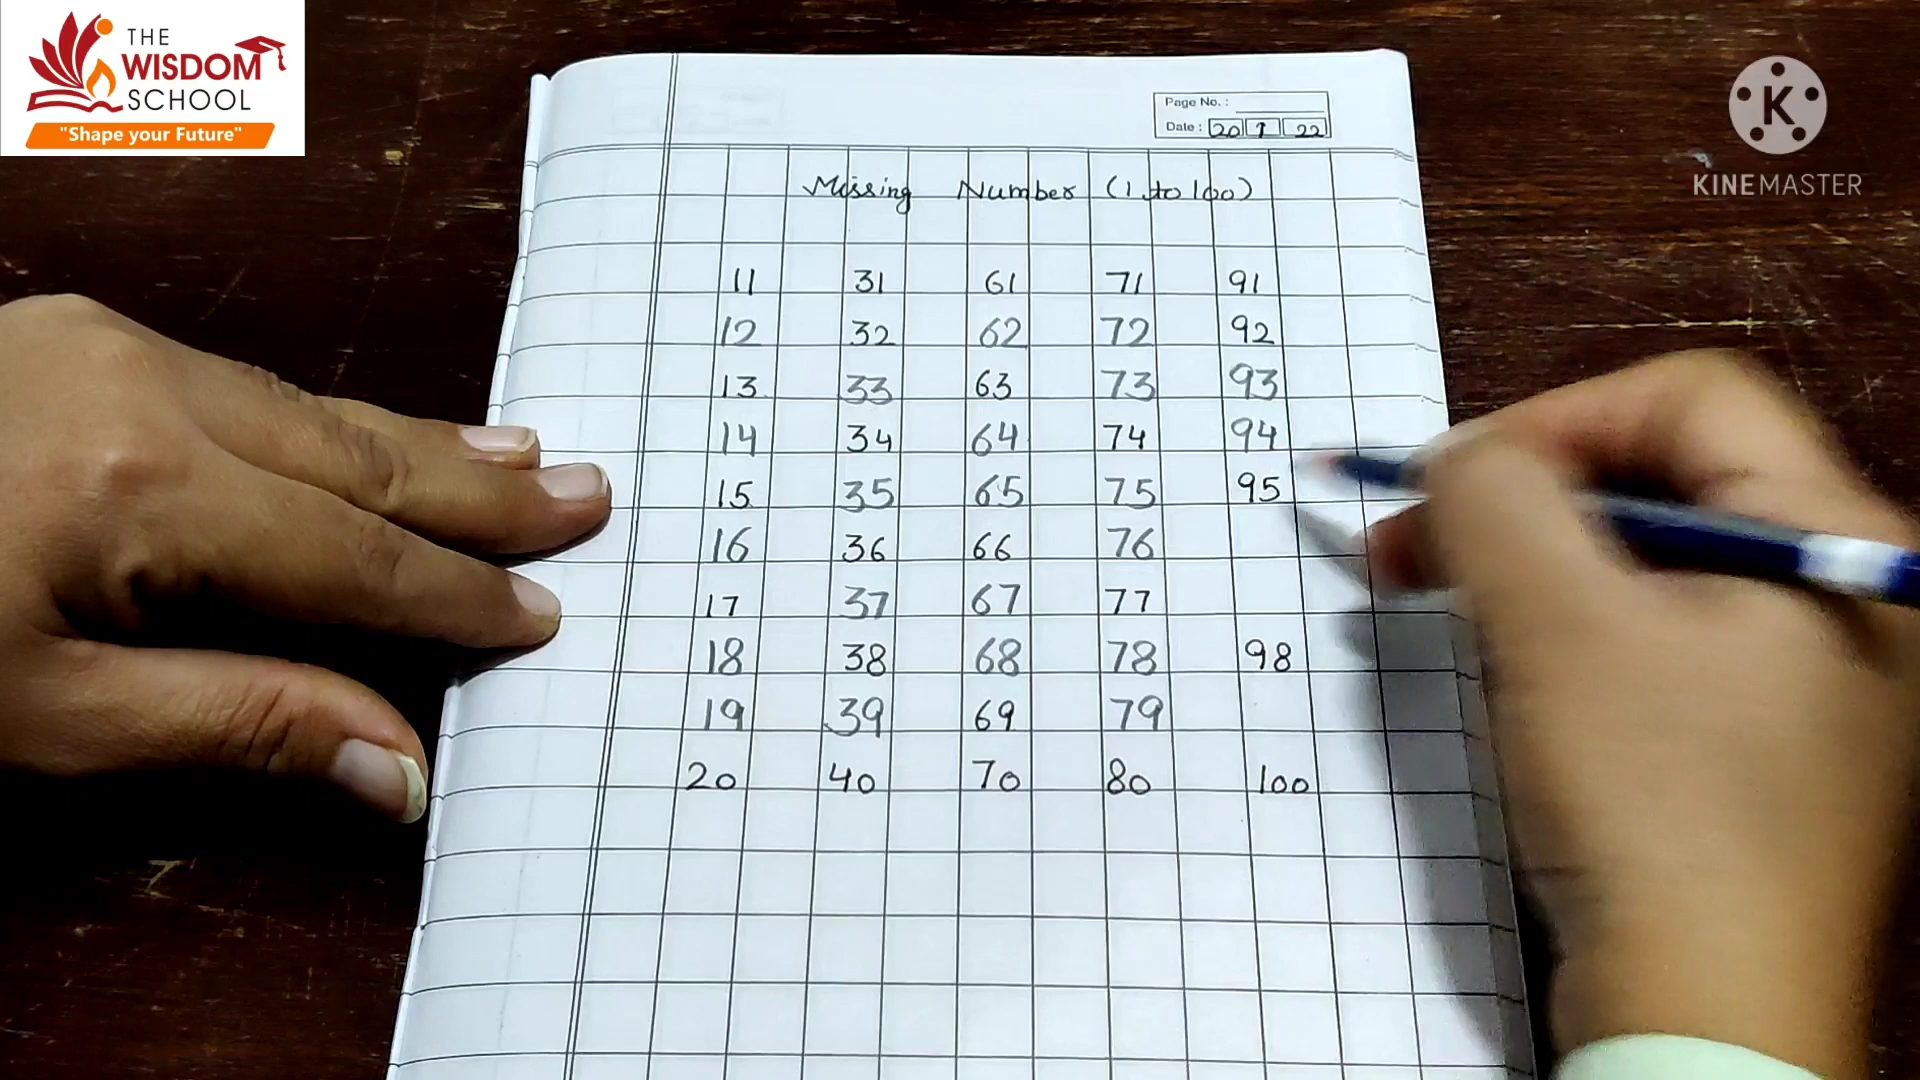 THE
WISDOM
SCHOOL
"Shape your Future"
K
KINEMASTER
Page No. :
Date : 20 1 22
Missing Number (1 to 100)
11 31 61 71 91
12 32 62 72 92
13 33 63 73 93
14 34 64 74 94
15 35 65 75 95
16 36 66 76
17 37 67 77
18 38 68 78 98
19 39 69 79
20 40 70 80 100